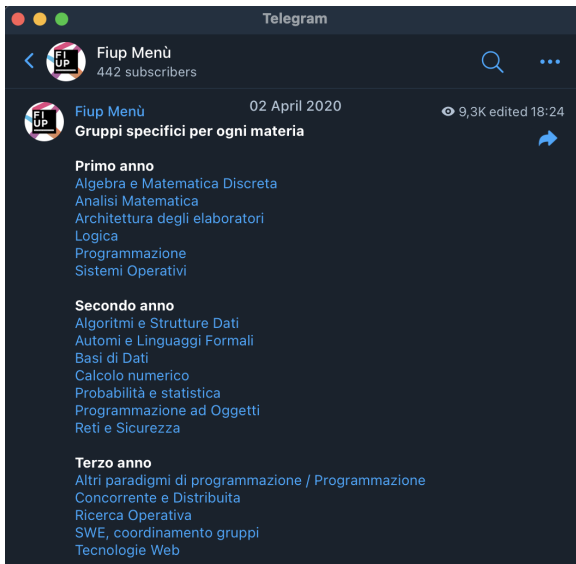 Telegram
Fiup Menù
442 subscribers
FI
UP
02 April 2020
FI
UP
Fiup Menù
9,3K edited 18:24
Gruppi specifici per ogni materia
Primo anno
Algebra e Matematica Discreta
Analisi Matematica
Architettura degli elaboratori
Logica
Programmazione
Sistemi Operativi
Secondo anno
Algoritmi e Strutture Dati
Automi e Linguaggi Formali
Basi di Dati
Calcolo numerico
Probabilità e statistica
Programmazione ad Oggetti
Reti e Sicurezza
Terzo anno
Altri paradigmi di programmazione / Programmazione
Concorrente e Distribuita
Ricerca Operativa
SWE, coordinamento gruppi
Tecnologie Web